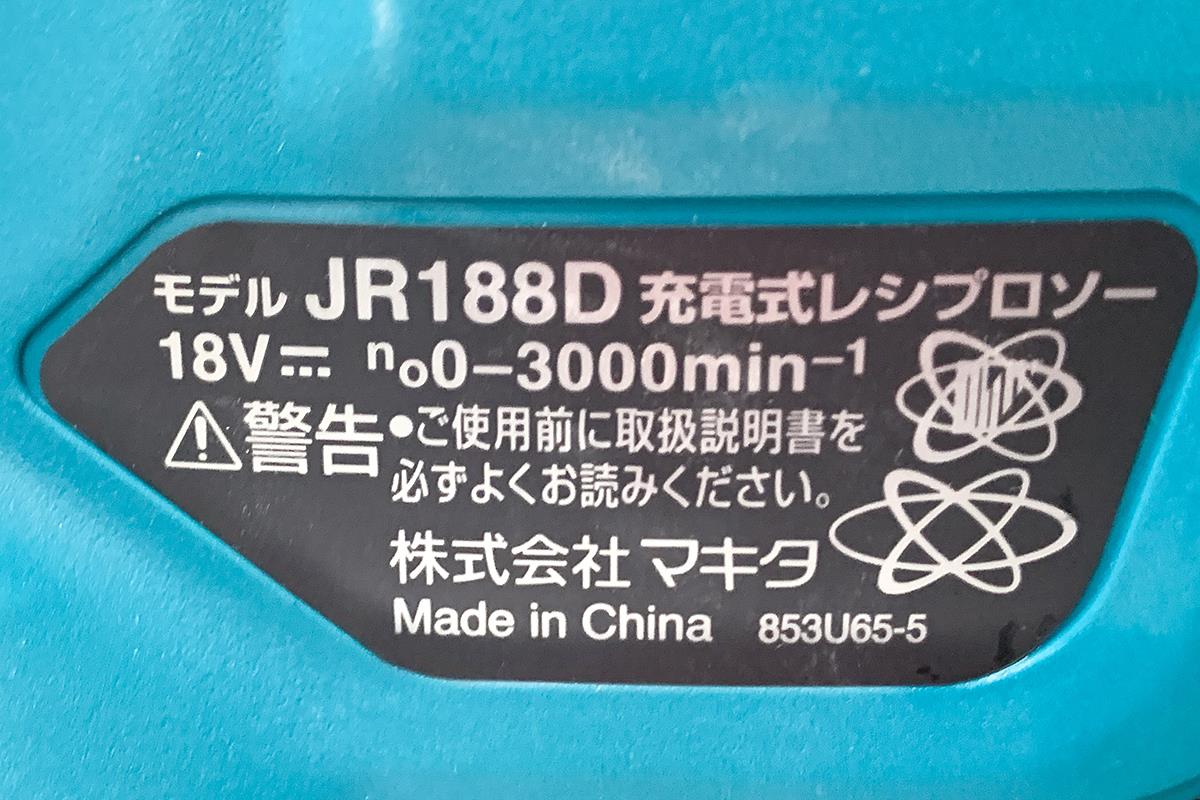 モデル JR188D 充電式レシプロソー
18V⎓ no0-3000min-1
⚠警告 ●ご使用前に取扱説明書を
必ずよくお読みください。
株式会社マキタ
Made in China 853U65-5